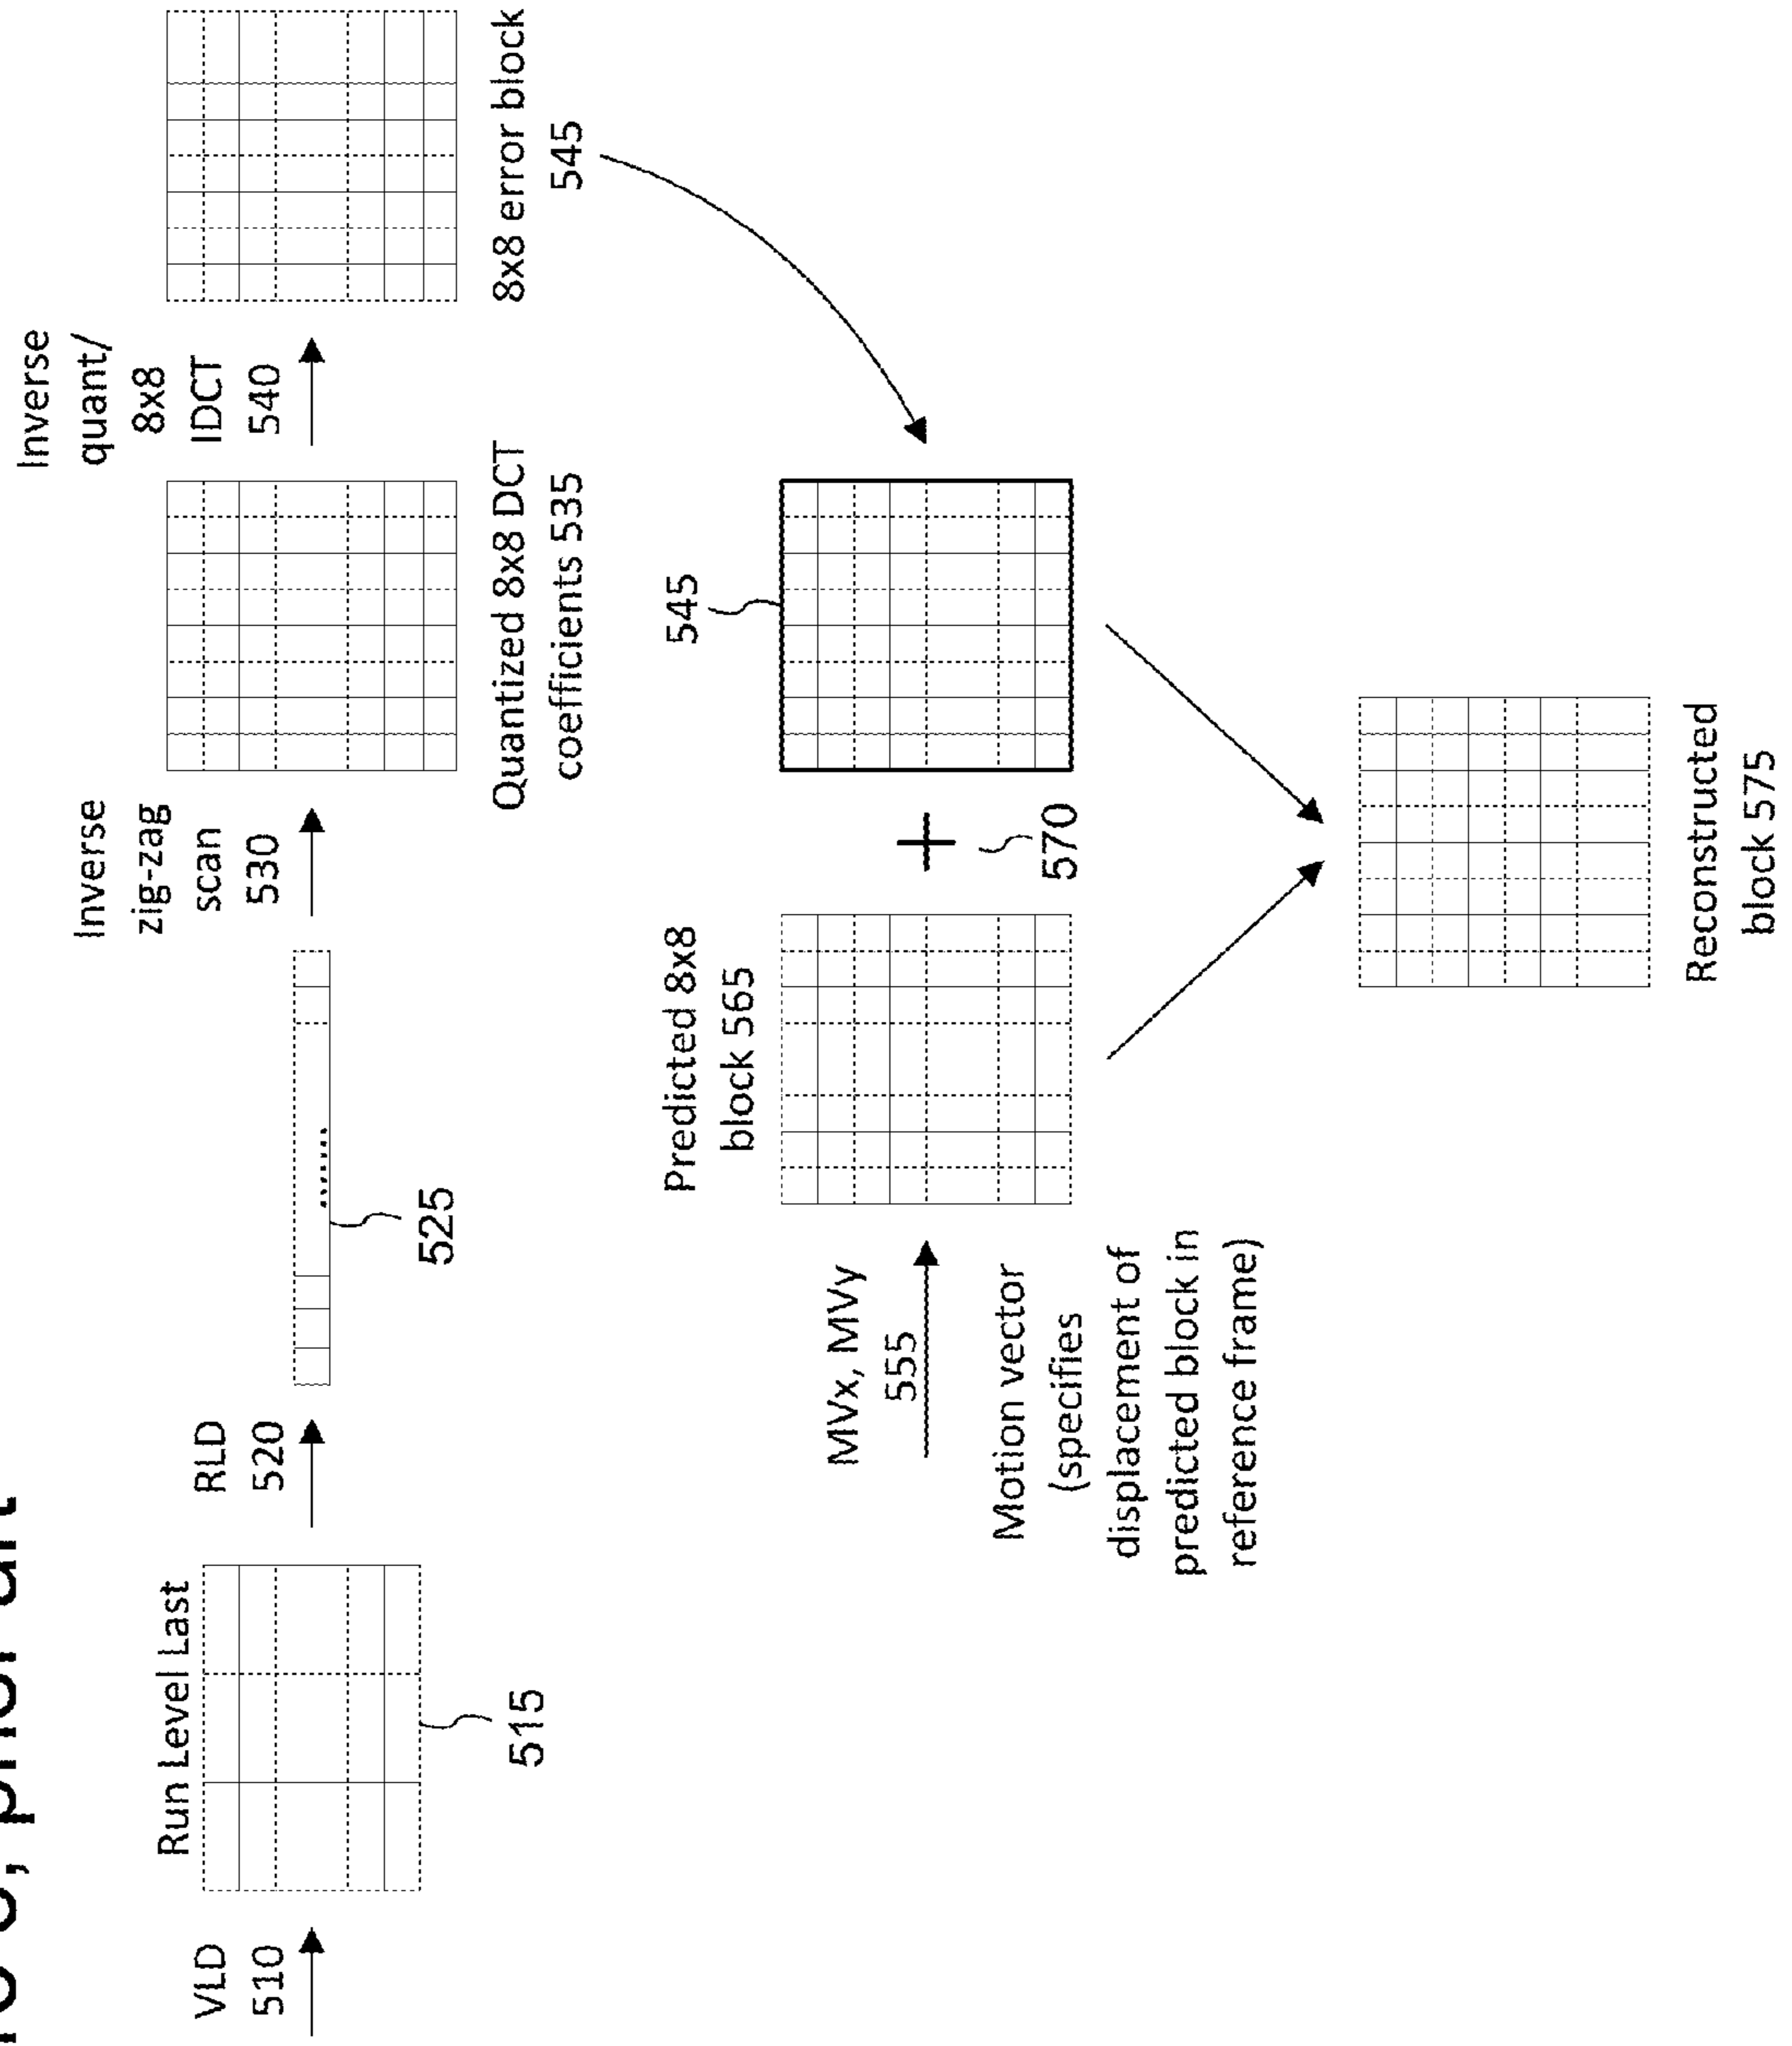 prior art
VLD
510
Run Level Last
515
RLD
520
525
Inverse
zig-zag
scan
530
Quantized 8x8 DCT
coefficients 535
Inverse
quant/
8x8
IDCT
540
8x8 error block
545
MVx, MVy
555
Motion vector
(specifies
displacement of
predicted block in
reference frame)
Predicted 8x8
block 565
570
545
Reconstructed
block 575